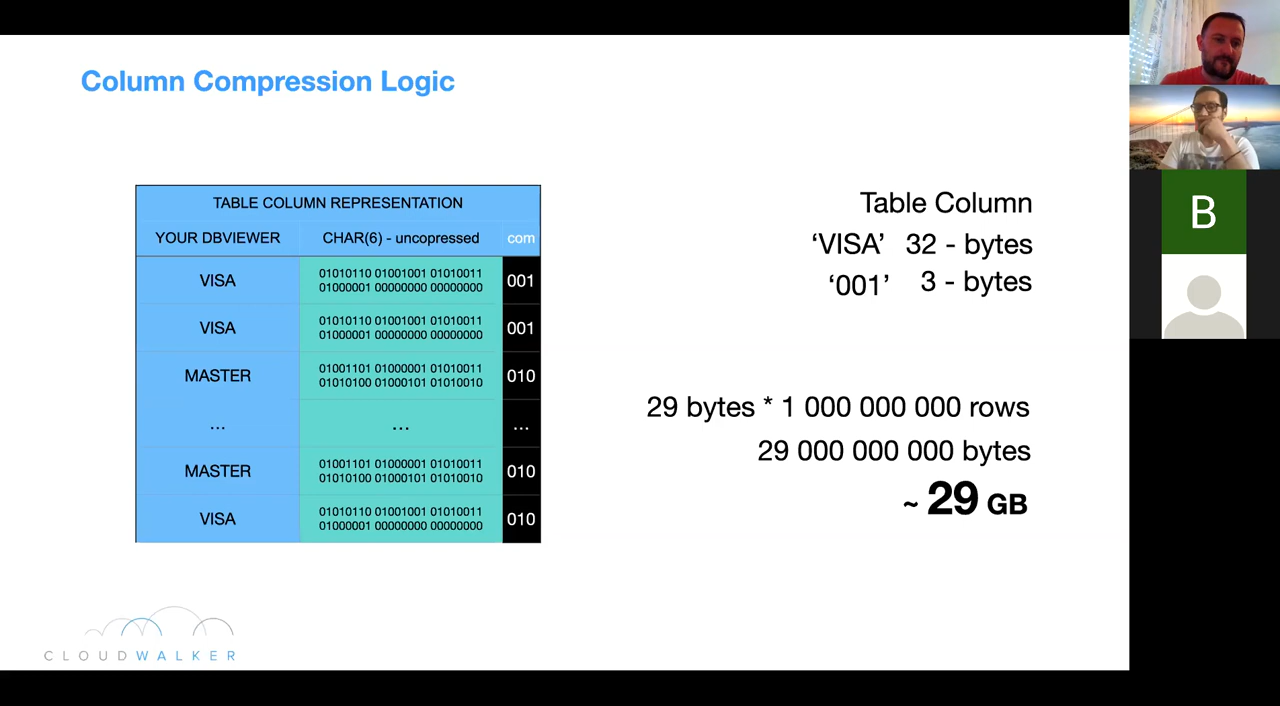 Column Compression Logic
TABLE COLUMN REPRESENTATION
YOUR DBVIEWER CHAR(6) - uncopressed com
VISA 01010110 01001001 01010011
01000001 00000000 00000000 001
VISA 01010110 01001001 01010011
01000001 00000000 00000000 001
MASTER 01001101 01000001 01010011
01010100 01000101 01010010 010
... ... ...
MASTER 01001101 01000001 01010011
01010100 01000101 01010010 010
VISA 01010110 01001001 01010011
01000001 00000000 00000000 010
Table Column
‘VISA’ 32 - bytes
‘001’ 3 - bytes
29 bytes * 1 000 000 000 rows
29 000 000 000 bytes
~ 29 GB
CLOUDWALKER
B